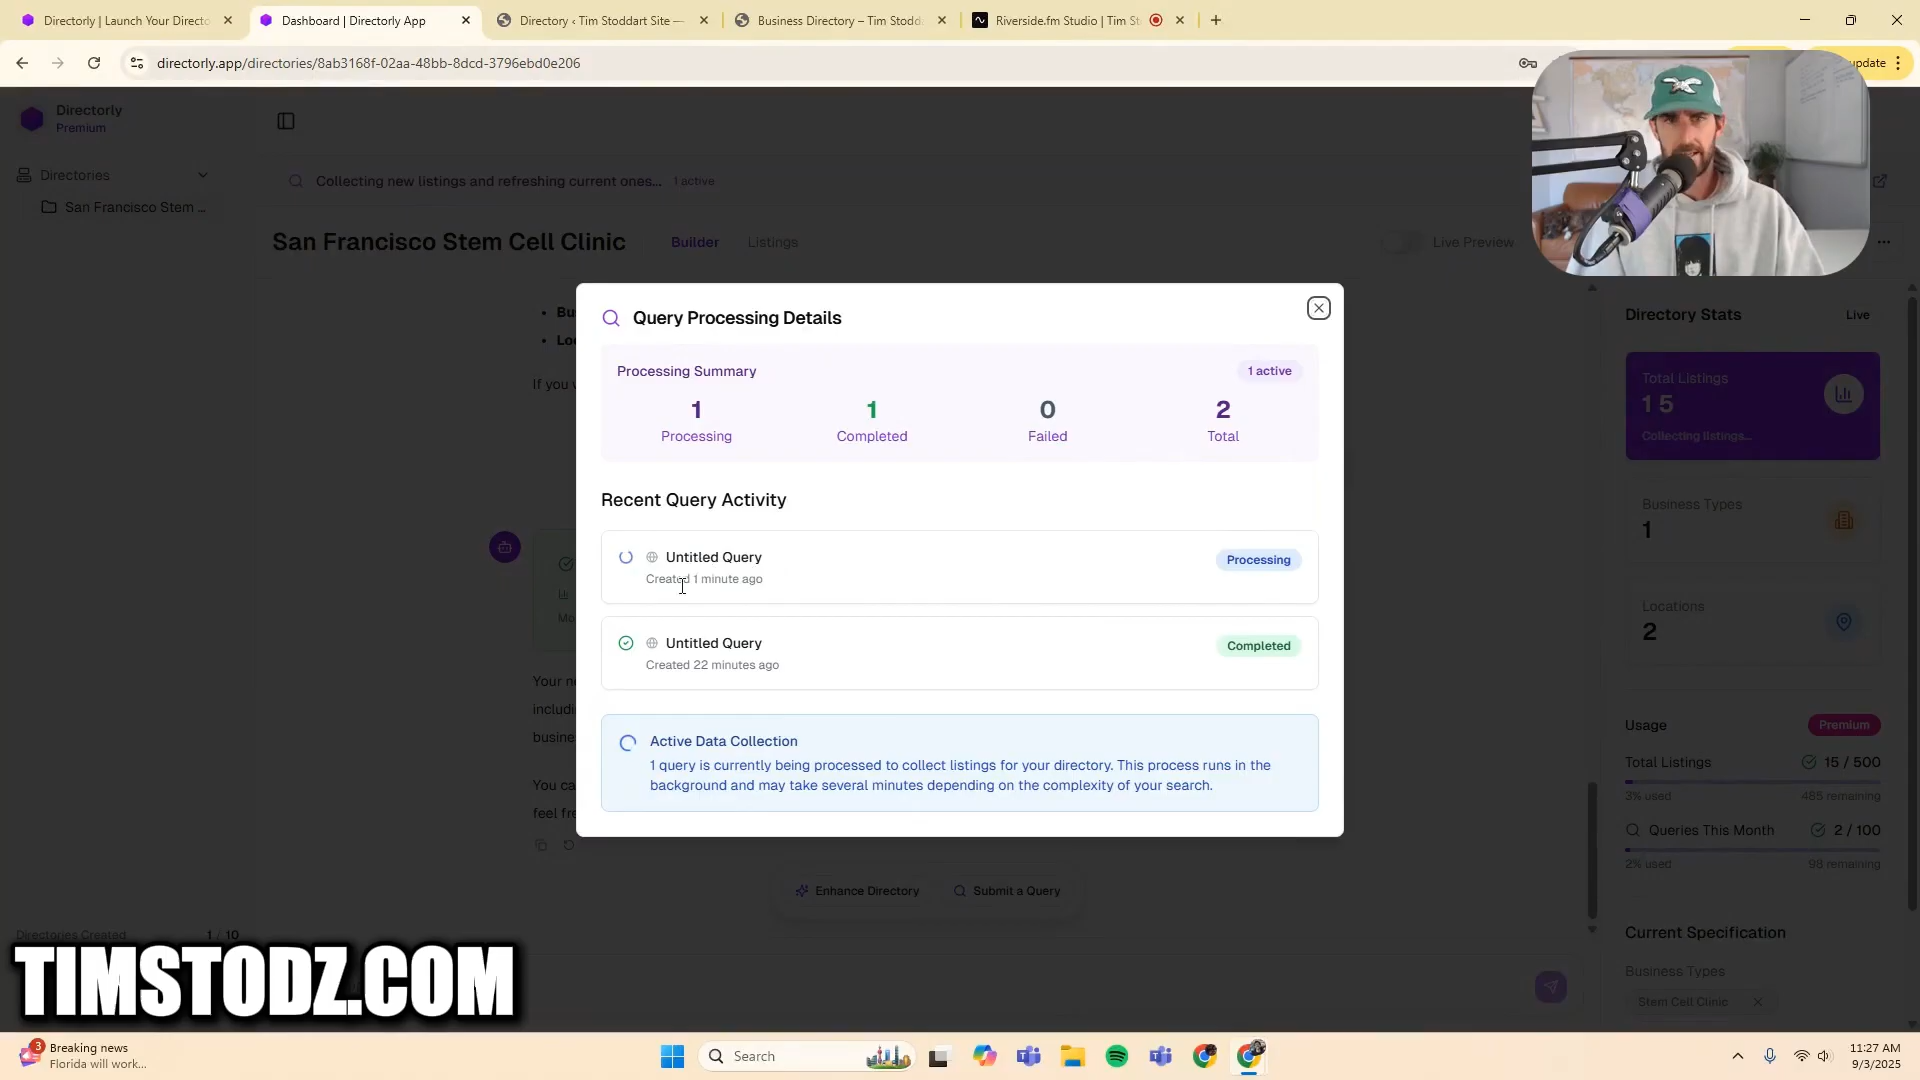 Directorly | Launch Your Directo
Dashboard | Directorly App
Directory ‹ Tim Stoddart Site —
Business Directory – Tim Stodd
Riverside.fm Studio | Tim St
directorly.app/directories/8ab3168f-02aa-48bb-8dcd-3796ebd0e206
update
Directorly
Premium
Directories
San Francisco Stem ...
Collecting new listings and refreshing current ones... 1 active
San Francisco Stem Cell Clinic
Builder
Listings
Live Preview
If you
Your n
includi
busine
You ca
feel fre
Enhance Directory
Submit a Query
Query Processing Details
Processing Summary
1 active
1 1 0 2
Processing Completed Failed Total
Recent Query Activity
Untitled Query
Created 1 minute ago
Processing
Untitled Query
Created 22 minutes ago
Completed
Active Data Collection
1 query is currently being processed to collect listings for your directory. This process runs in the
background and may take several minutes depending on the complexity of your search.
Directory Stats
Live
Total Listings
15
Collecting listings...
Business Types
1
Locations
2
Usage
Premium
Total Listings 15 / 500
3% used 485 remaining
Queries This Month 2 / 100
2% used 98 remaining
Current Specification
Business Types
Stem Cell Clinic
Directories Created 1 / 10
TIMSTODZ.COM
3
Breaking news
Florida will work...
Search
11:27 AM
9/3/2025